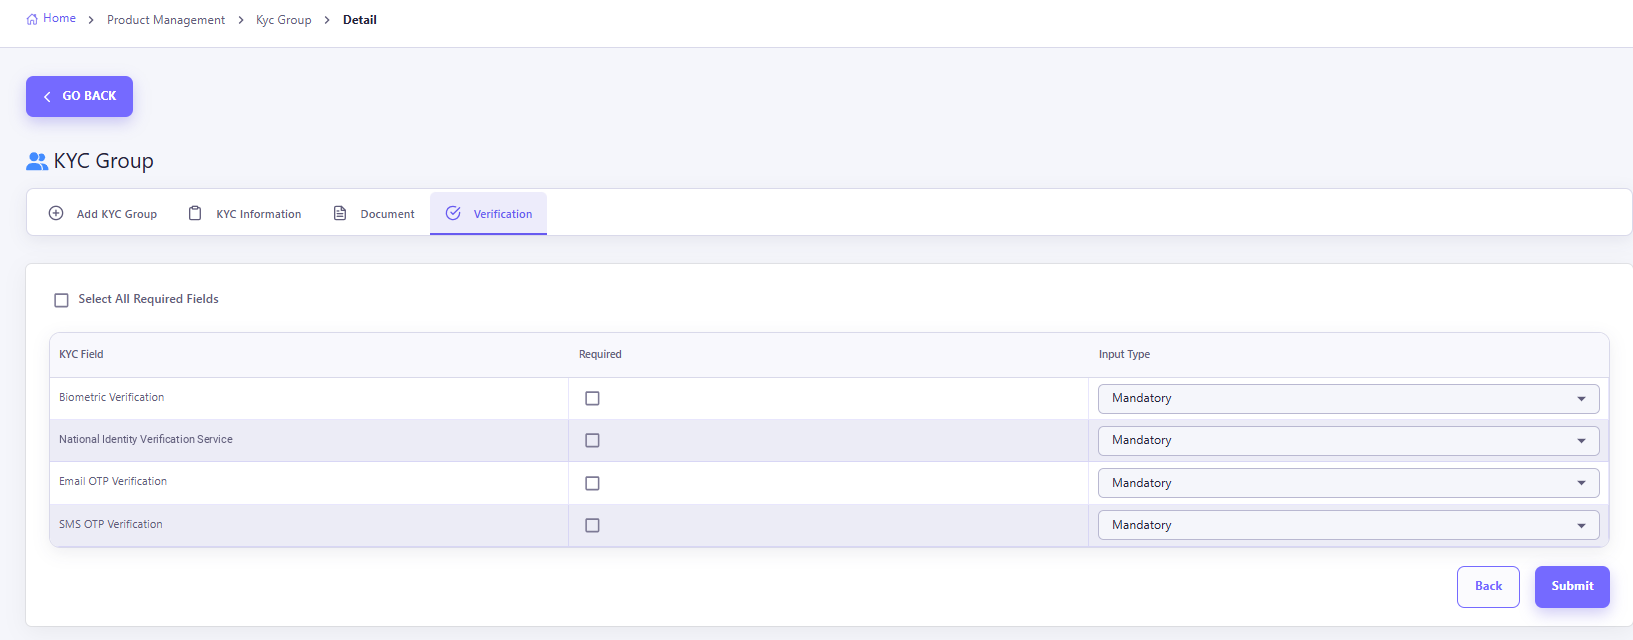 Home > Product Management > Kyc Group > Detail
GO BACK
KYC Group
Add KYC Group KYC Information Document Verification
Select All Required Fields
KYC Field Required Input Type
Biometric Verification Mandatory
National Identity Verification Service Mandatory
Email OTP Verification Mandatory
SMS OTP Verification Mandatory
Back Submit